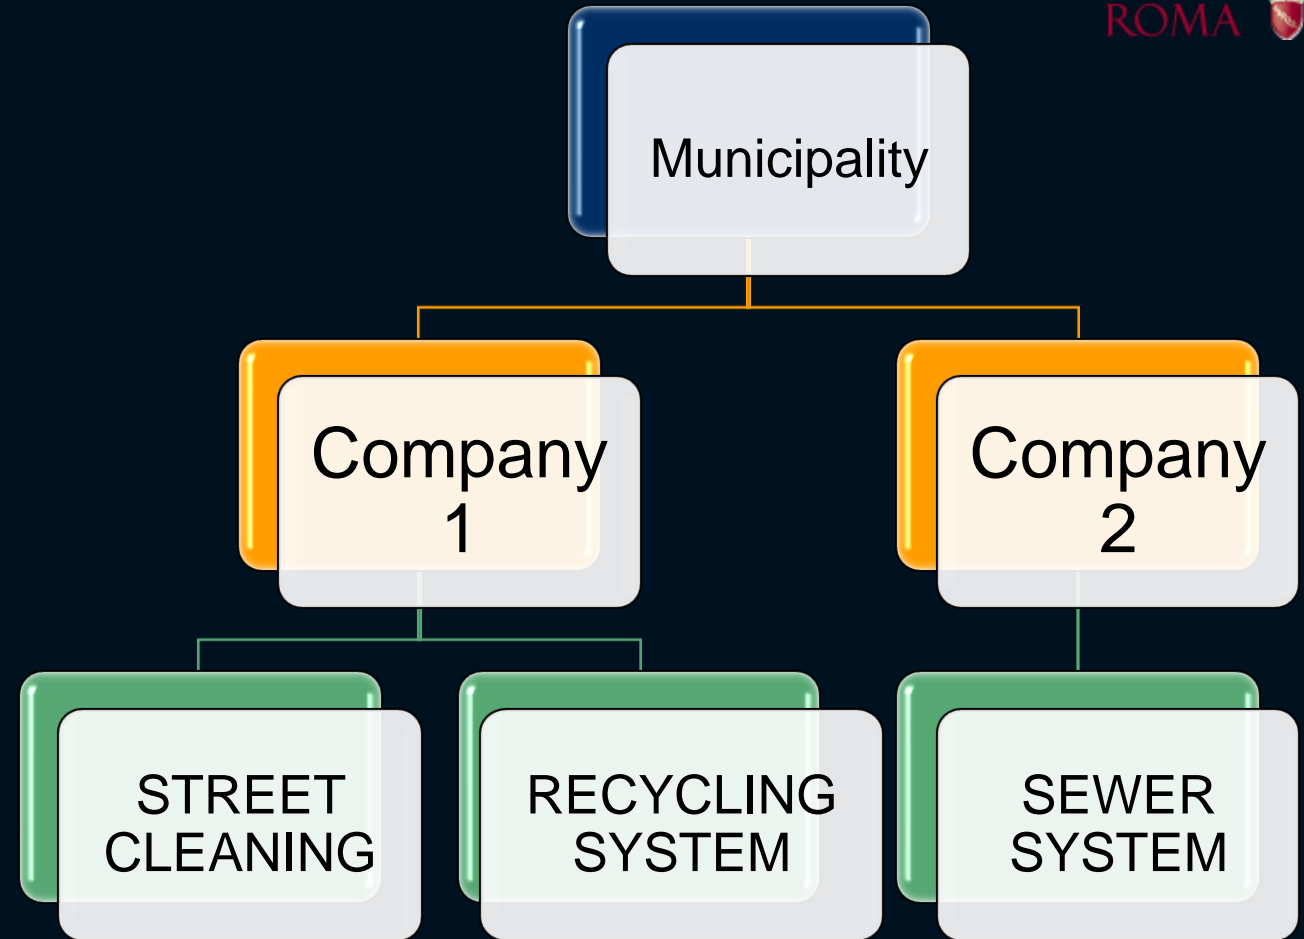 ROMA
Municipality
Company
1
Company
2
STREET
CLEANING
RECYCLING
SYSTEM
SEWER
SYSTEM